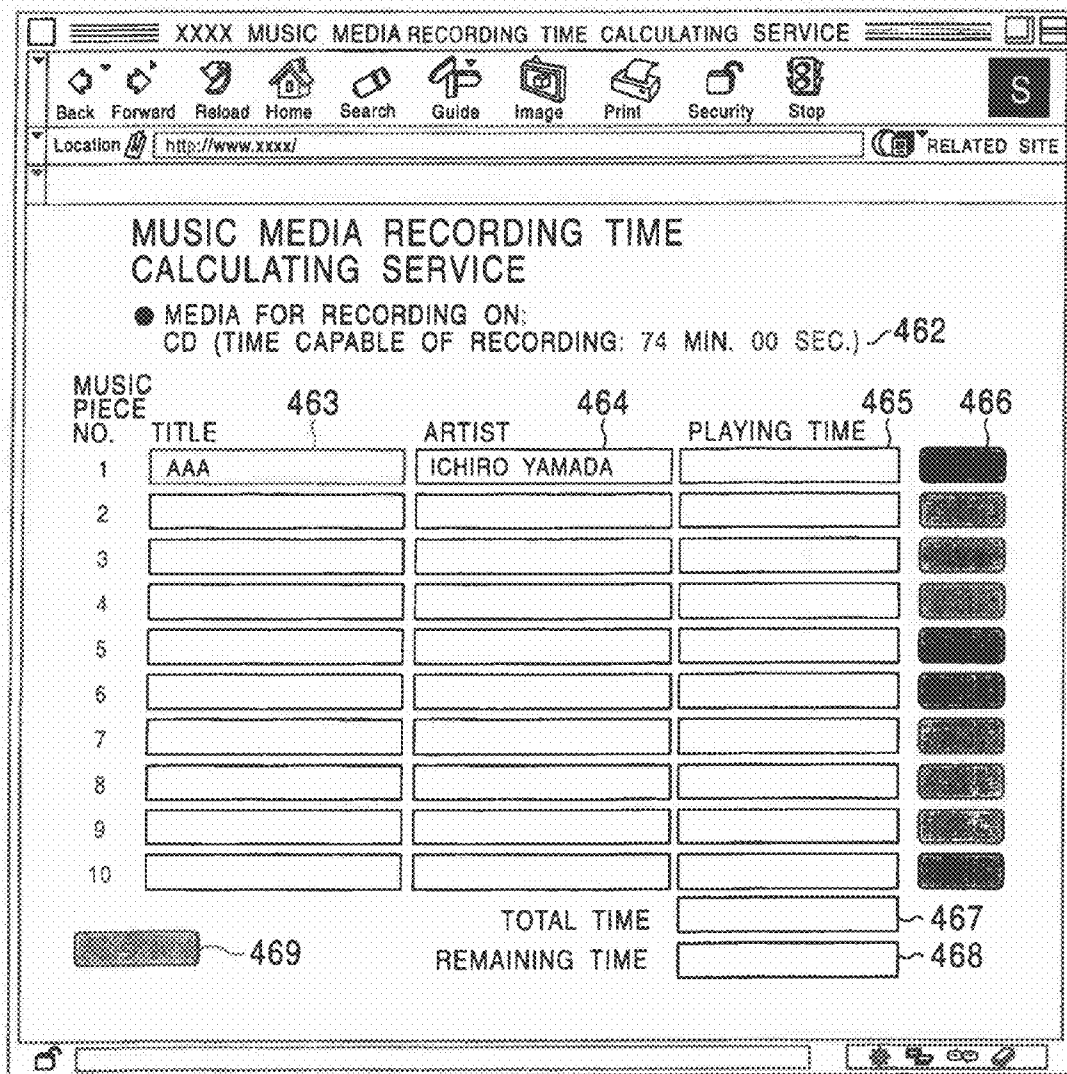 XXXX MUSIC MEDIA RECORDING TIME CALCULATING SERVICE
Back Forward Reload Home Search Guide Image Print Security Stop
S
Location http://www.xxxx/ RELATED SITE
MUSIC MEDIA RECORDING TIME
CALCULATING SERVICE
● MEDIA FOR RECORDING ON:
CD (TIME CAPABLE OF RECORDING: 74 MIN. 00 SEC.) 462
MUSIC
PIECE 463 464 465 466
NO. TITLE ARTIST PLAYING TIME
1 AAA ICHIRO YAMADA
2
3
4
5
6
7
8
9
10
TOTAL TIME 467
469 REMAINING TIME 468